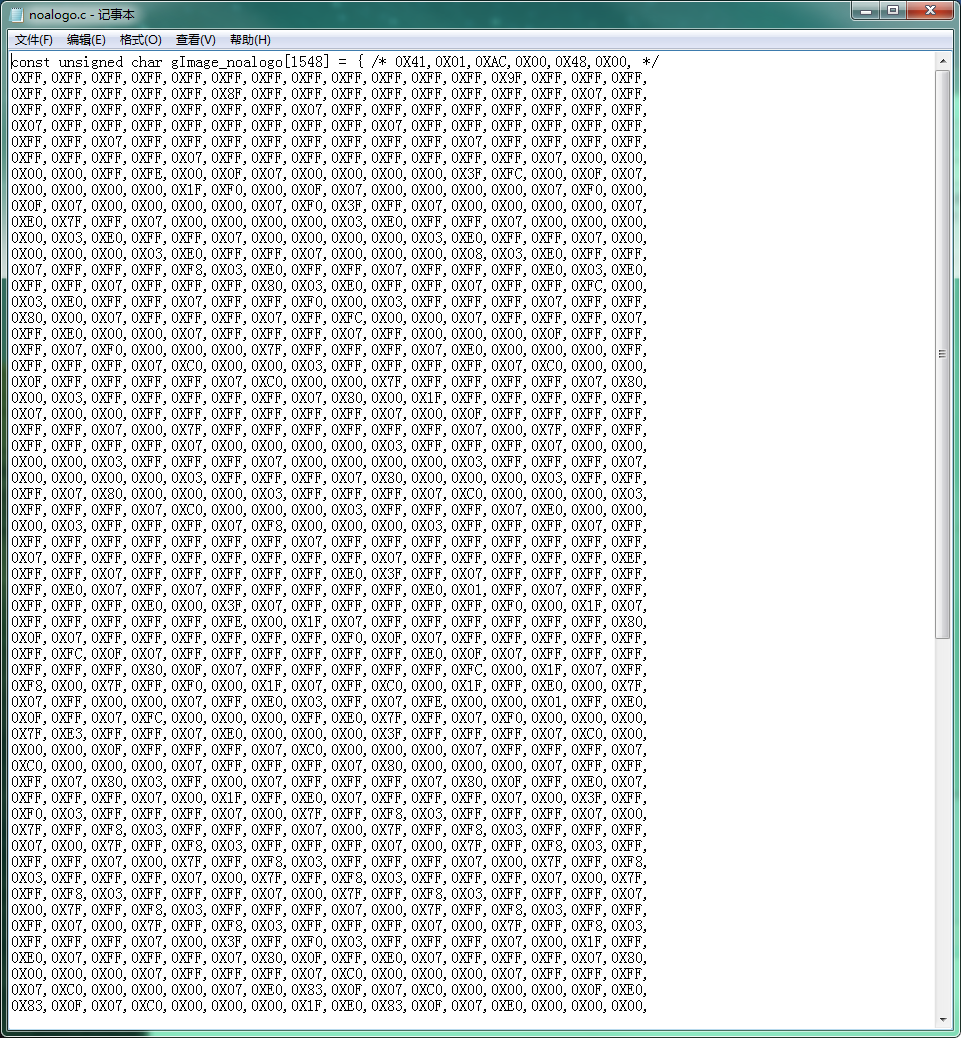 noalogo.c - 记事本
文件(F) 编辑(E) 格式(O) 查看(V) 帮助(H)
const unsigned char gImage_noalogo[1548] = { /* 0X41,0X01,0XAC,0X00,0X48,0X00, */
0XFF,0XFF,0XFF,0XFF,0XFF,0XFF,0XFF,0XFF,0XFF,0XFF,0XFF,0XFF,0X9F,0XFF,0XFF,0XFF,
0XFF,0XFF,0XFF,0XFF,0XFF,0X8F,0XFF,0XFF,0XFF,0XFF,0XFF,0XFF,0XFF,0XFF,0X07,0XFF,
0XFF,0XFF,0XFF,0XFF,0XFF,0XFF,0XFF,0X07,0XFF,0XFF,0XFF,0XFF,0XFF,0XFF,0XFF,0XFF,
0X07,0XFF,0XFF,0XFF,0XFF,0XFF,0XFF,0XFF,0XFF,0X07,0XFF,0XFF,0XFF,0XFF,0XFF,0XFF,
0XFF,0XFF,0X07,0XFF,0XFF,0XFF,0XFF,0XFF,0XFF,0XFF,0XFF,0X07,0XFF,0XFF,0XFF,0XFF,
0XFF,0XFF,0XFF,0XFF,0X07,0XFF,0XFF,0XFF,0XFF,0XFF,0XFF,0XFF,0XFF,0X07,0X00,0X00,
0X00,0X00,0XFF,0XFE,0X00,0X0F,0X07,0X00,0X00,0X00,0X00,0X3F,0XFC,0X00,0X0F,0X07,
0X00,0X00,0X00,0X00,0X1F,0XF0,0X00,0X0F,0X07,0X00,0X00,0X00,0X00,0X07,0XF0,0X00,
0X0F,0X07,0X00,0X00,0X00,0X00,0X07,0XF0,0X3F,0XFF,0X07,0X00,0X00,0X00,0X00,0X07,
0XE0,0X7F,0XFF,0X07,0X00,0X00,0X00,0X00,0X03,0XE0,0XFF,0XFF,0X07,0X00,0X00,0X00,
0X00,0X03,0XE0,0XFF,0XFF,0X07,0X00,0X00,0X00,0X00,0X03,0XE0,0XFF,0XFF,0X07,0X00,
0X00,0X00,0X00,0X03,0XE0,0XFF,0XFF,0X07,0X00,0X00,0X00,0X08,0X03,0XE0,0XFF,0XFF,
0X07,0XFF,0XFF,0XFF,0XF8,0X03,0XE0,0XFF,0XFF,0X07,0XFF,0XFF,0XFF,0XE0,0X03,0XE0,
0XFF,0XFF,0X07,0XFF,0XFF,0XFF,0X80,0X03,0XE0,0XFF,0XFF,0X07,0XFF,0XFF,0XFC,0X00,
0X03,0XE0,0XFF,0XFF,0X07,0XFF,0XFF,0XF0,0X00,0X03,0XFF,0XFF,0XFF,0X07,0XFF,0XFF,
0X80,0X00,0X07,0XFF,0XFF,0XFF,0X07,0XFF,0XFC,0X00,0X00,0X07,0XFF,0XFF,0XFF,0X07,
0XFF,0XE0,0X00,0X00,0X07,0XFF,0XFF,0XFF,0X07,0XFF,0X00,0X00,0X00,0X0F,0XFF,0XFF,
0XFF,0X07,0XF0,0X00,0X00,0X00,0X7F,0XFF,0XFF,0XFF,0X07,0XE0,0X00,0X00,0X00,0XFF,
0XFF,0XFF,0XFF,0X07,0XC0,0X00,0X00,0X03,0XFF,0XFF,0XFF,0XFF,0X07,0XC0,0X00,0X00,
0X0F,0XFF,0XFF,0XFF,0XFF,0X07,0XC0,0X00,0X00,0X7F,0XFF,0XFF,0XFF,0XFF,0X07,0X80,
0X00,0X03,0XFF,0XFF,0XFF,0XFF,0XFF,0X07,0X80,0X00,0X1F,0XFF,0XFF,0XFF,0XFF,0XFF,
0X07,0X00,0X00,0XFF,0XFF,0XFF,0XFF,0XFF,0XFF,0X07,0X00,0X0F,0XFF,0XFF,0XFF,0XFF,
0XFF,0XFF,0X07,0X00,0X7F,0XFF,0XFF,0XFF,0XFF,0XFF,0XFF,0X07,0X00,0X7F,0XFF,0XFF,
0XFF,0XFF,0XFF,0XFF,0X07,0X00,0X00,0X00,0X00,0X03,0XFF,0XFF,0XFF,0X07,0X00,0X00,
0X00,0X00,0X03,0XFF,0XFF,0XFF,0X07,0X00,0X00,0X00,0X00,0X03,0XFF,0XFF,0XFF,0X07,
0X00,0X00,0X00,0X00,0X03,0XFF,0XFF,0XFF,0X07,0X80,0X00,0X00,0X00,0X03,0XFF,0XFF,
0XFF,0X07,0X80,0X00,0X00,0X00,0X03,0XFF,0XFF,0XFF,0X07,0XC0,0X00,0X00,0X00,0X03,
0XFF,0XFF,0XFF,0X07,0XC0,0X00,0X00,0X00,0X03,0XFF,0XFF,0XFF,0X07,0XE0,0X00,0X00,
0X00,0X03,0XFF,0XFF,0XFF,0X07,0XF8,0X00,0X00,0X00,0X03,0XFF,0XFF,0XFF,0X07,0XFF,
0XFF,0XFF,0XFF,0XFF,0XFF,0XFF,0XFF,0X07,0XFF,0XFF,0XFF,0XFF,0XFF,0XFF,0XFF,0XFF,
0X07,0XFF,0XFF,0XFF,0XFF,0XFF,0XFF,0XFF,0XFF,0X07,0XFF,0XFF,0XFF,0XFF,0XFF,0XEF,
0XFF,0XFF,0X07,0XFF,0XFF,0XFF,0XFF,0XFF,0XE0,0X3F,0XFF,0X07,0XFF,0XFF,0XFF,0XFF,
0XFF,0XE0,0X07,0XFF,0X07,0XFF,0XFF,0XFF,0XFF,0XFF,0XE0,0X01,0XFF,0X07,0XFF,0XFF,
0XFF,0XFF,0XFF,0XE0,0X00,0X3F,0X07,0XFF,0XFF,0XFF,0XFF,0XFF,0XF0,0X00,0X1F,0X07,
0XFF,0XFF,0XFF,0XFF,0XFF,0XFE,0X00,0X1F,0X07,0XFF,0XFF,0XFF,0XFF,0XFF,0XFF,0X80,
0X0F,0X07,0XFF,0XFF,0XFF,0XFF,0XFF,0XFF,0XF0,0X0F,0X07,0XFF,0XFF,0XFF,0XFF,0XFF,
0XFF,0XFC,0X0F,0X07,0XFF,0XFF,0XFF,0XFF,0XFF,0XFF,0XE0,0X0F,0X07,0XFF,0XFF,0XFF,
0XFF,0XFF,0XFF,0X80,0X0F,0X07,0XFF,0XFF,0XFF,0XFF,0XFF,0XFC,0X00,0X1F,0X07,0XFF,
0XF8,0X00,0X7F,0XFF,0XF0,0X00,0X1F,0X07,0XFF,0XC0,0X00,0X1F,0XFF,0XE0,0X00,0X7F,
0X07,0XFF,0X00,0X00,0X07,0XFF,0XE0,0X03,0XFF,0X07,0XFE,0X00,0X00,0X01,0XFF,0XE0,
0X0F,0XFF,0X07,0XFC,0X00,0X00,0X00,0XFF,0XE0,0X7F,0XFF,0X07,0XF0,0X00,0X00,0X00,
0X7F,0XE3,0XFF,0XFF,0X07,0XE0,0X00,0X00,0X00,0X3F,0XFF,0XFF,0XFF,0X07,0XC0,0X00,
0X00,0X00,0X0F,0XFF,0XFF,0XFF,0X07,0XC0,0X00,0X00,0X00,0X07,0XFF,0XFF,0XFF,0X07,
0XC0,0X00,0X00,0X00,0X07,0XFF,0XFF,0XFF,0X07,0X80,0X00,0X00,0X00,0X07,0XFF,0XFF,
0XFF,0X07,0X80,0X03,0XFF,0X00,0X07,0XFF,0XFF,0XFF,0X07,0X80,0X0F,0XFF,0XE0,0X07,
0XFF,0XFF,0XFF,0X07,0X00,0X1F,0XFF,0XE0,0X07,0XFF,0XFF,0XFF,0X07,0X00,0X3F,0XFF,
0XF0,0X03,0XFF,0XFF,0XFF,0X07,0X00,0X7F,0XFF,0XF8,0X03,0XFF,0XFF,0XFF,0X07,0X00,
0X7F,0XFF,0XF8,0X03,0XFF,0XFF,0XFF,0X07,0X00,0X7F,0XFF,0XF8,0X03,0XFF,0XFF,0XFF,
0X07,0X00,0X7F,0XFF,0XF8,0X03,0XFF,0XFF,0XFF,0X07,0X00,0X7F,0XFF,0XF8,0X03,0XFF,
0XFF,0XFF,0X07,0X00,0X7F,0XFF,0XF8,0X03,0XFF,0XFF,0XFF,0X07,0X00,0X7F,0XFF,0XF8,
0X03,0XFF,0XFF,0XFF,0X07,0X00,0X7F,0XFF,0XF8,0X03,0XFF,0XFF,0XFF,0X07,0X00,0X7F,
0XFF,0XF8,0X03,0XFF,0XFF,0XFF,0X07,0X00,0X7F,0XFF,0XF8,0X03,0XFF,0XFF,0XFF,0X07,
0X00,0X7F,0XFF,0XF8,0X03,0XFF,0XFF,0XFF,0X07,0X00,0X7F,0XFF,0XF8,0X03,0XFF,0XFF,
0XFF,0X07,0X00,0X7F,0XFF,0XF8,0X03,0XFF,0XFF,0XFF,0X07,0X00,0X7F,0XFF,0XF8,0X03,
0XFF,0XFF,0XFF,0X07,0X00,0X3F,0XFF,0XF0,0X03,0XFF,0XFF,0XFF,0X07,0X00,0X1F,0XFF,
0XE0,0X07,0XFF,0XFF,0XFF,0X07,0X80,0X0F,0XFF,0XE0,0X07,0XFF,0XFF,0XFF,0X07,0X80,
0X00,0X00,0X00,0X07,0XFF,0XFF,0XFF,0X07,0XC0,0X00,0X00,0X00,0X07,0XFF,0XFF,0XFF,
0X07,0XC0,0X00,0X00,0X00,0X07,0XE0,0X83,0X0F,0X07,0XC0,0X00,0X00,0X00,0X0F,0XE0,
0X83,0X0F,0X07,0XC0,0X00,0X00,0X00,0X1F,0XE0,0X83,0X0F,0X07,0XE0,0X00,0X00,0X00,